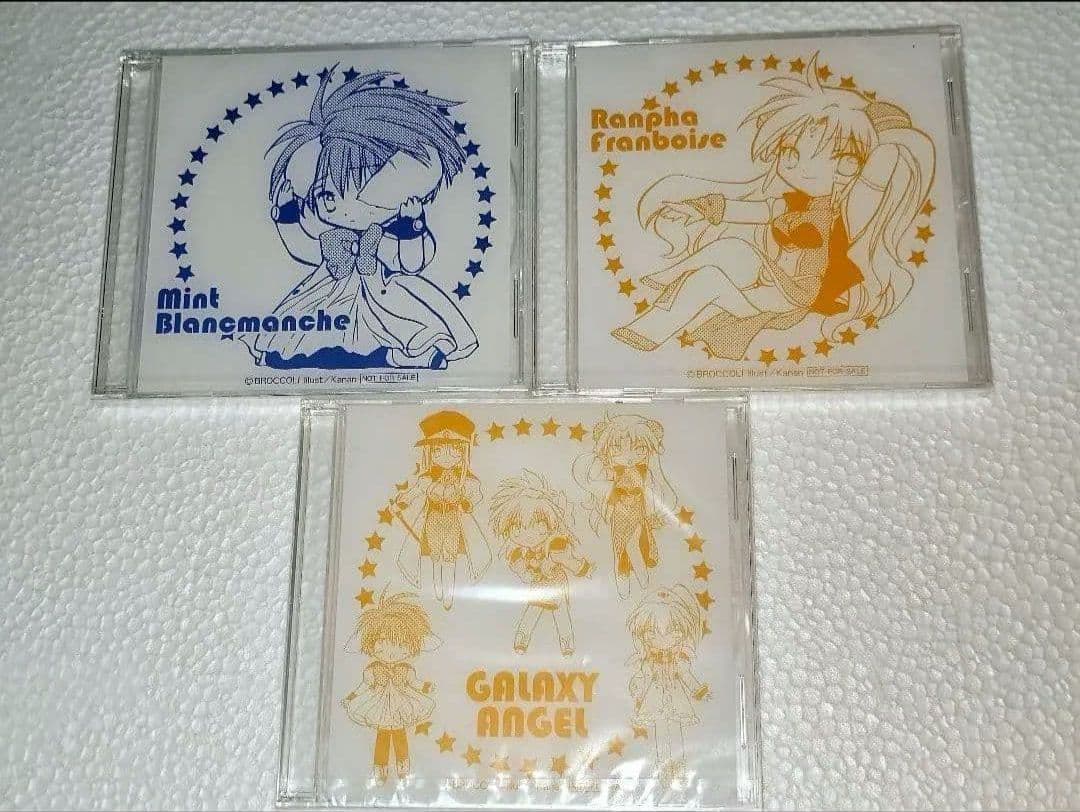 Mint
Blancmanche
©BROCCOLI Illust／Kanan NOT FOR SALE
Ranpha
Franboise
©BROCCOLI Illust／Kanan NOT FOR SALE
GALAXY
ANGEL